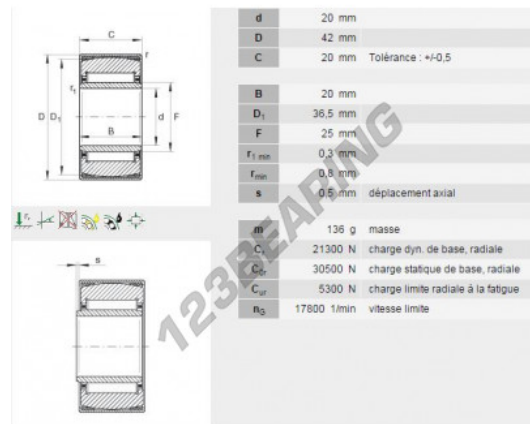 C
r
r₁
D
D₁
B
d
F
s
d 20 mm
D 42 mm
C 20 mm Tolérance : +/-0,5
B 20 mm
D₁ 36,5 mm
F 25 mm
r₁ min 0,3 mm
rmin 0,8 mm
s 0,5 mm déplacement axial
m 136 g masse
Cr 21300 N charge dyn. de base, radiale
C0r 30500 N charge statique de base, radiale
Cur 5300 N charge limite radiale à la fatigue
nG 17800 1/min vitesse limite
123BEARING